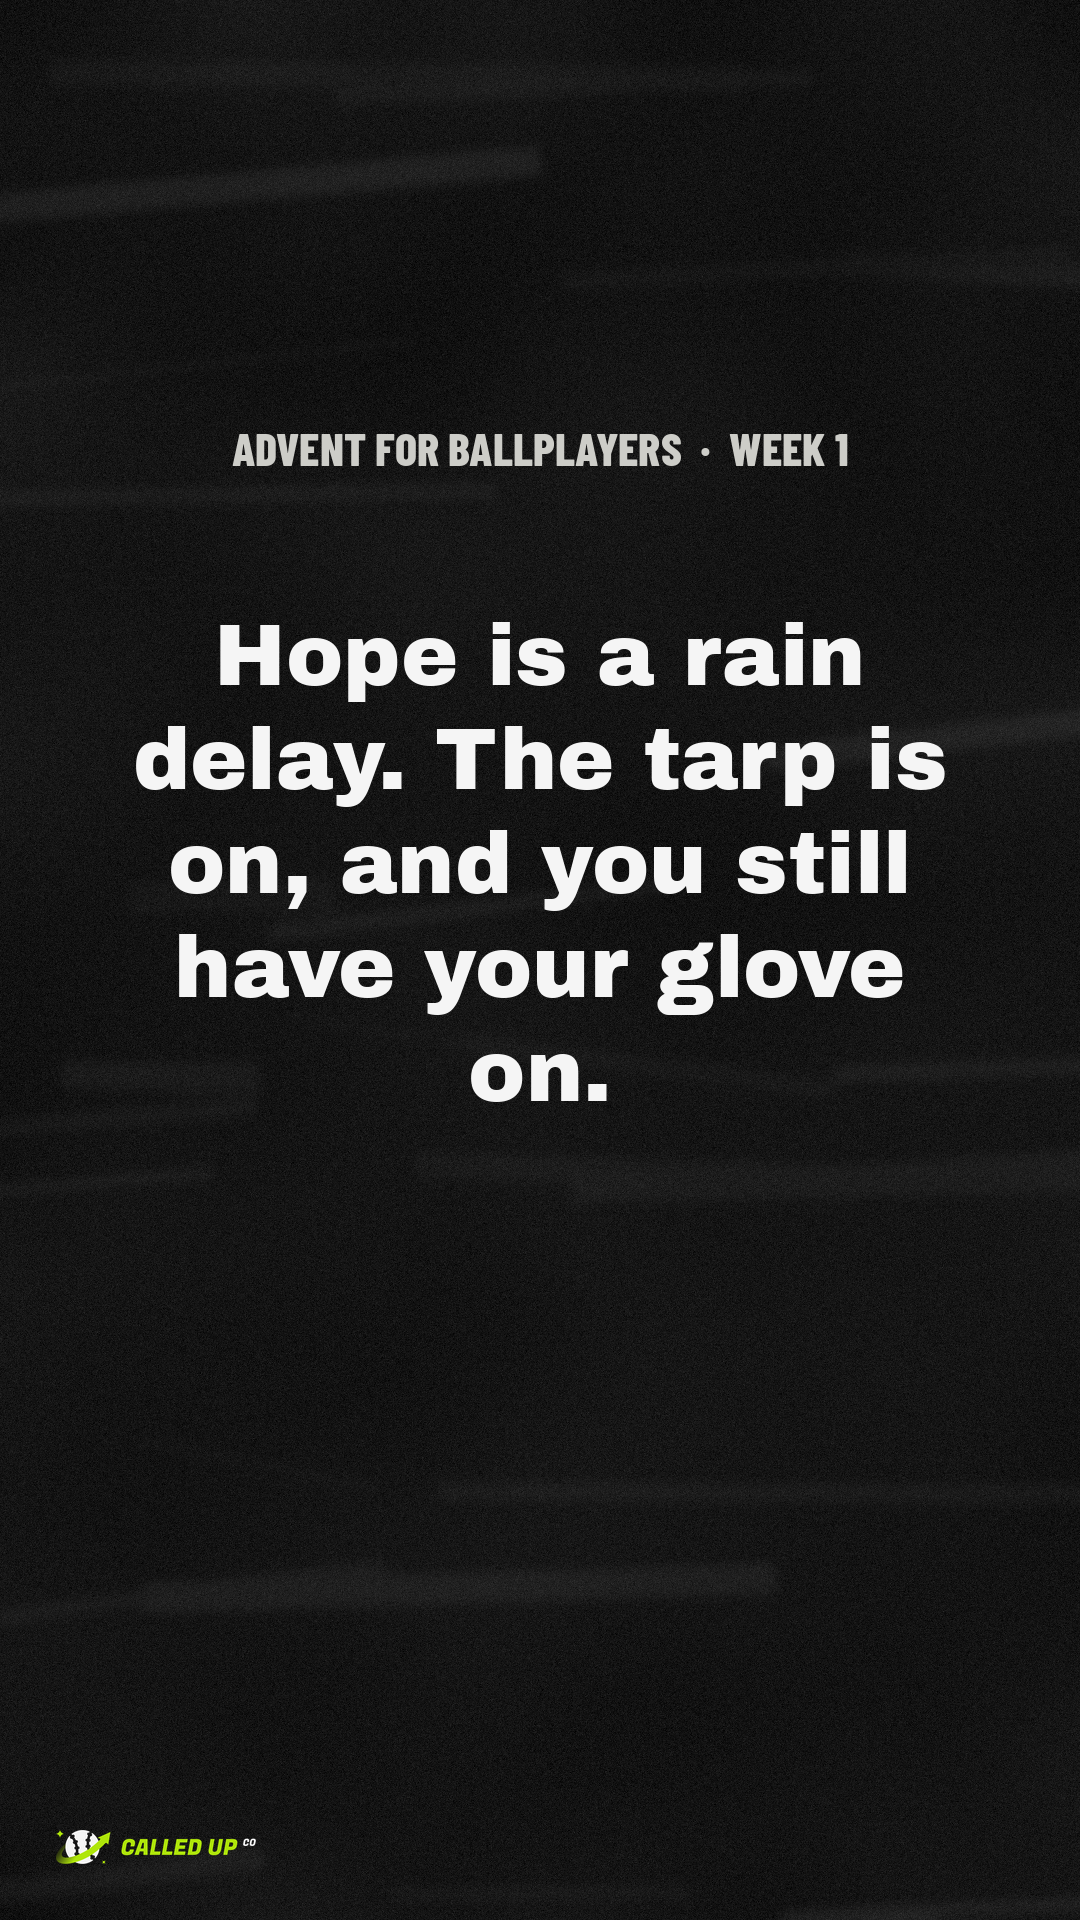 ADVENT FOR BALLPLAYERS · WEEK 1
Hope is a rain
delay. The tarp is
on, and you still
have your glove
on.
CALLED UP CO